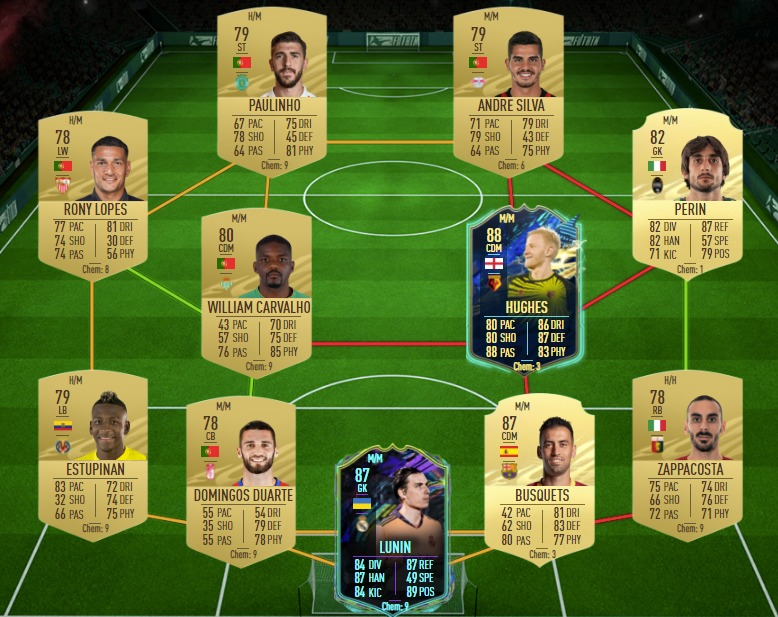 H/M
79
ST
PAULINHO
67 PAC 75 DRI
78 SHO 45 DEF
64 PAS 81 PHY
Chem: 9
M/M
79
ST
ANDRE SILVA
71 PAC 79 DRI
79 SHO 43 DEF
64 PAS 75 PHY
Chem: 6
H/M
78
LW
RONY LOPES
77 PAC 81 DRI
74 SHO 30 DEF
74 PAS 56 PHY
Chem: 8
M/M
80
CDM
WILLIAM CARVALHO
43 PAC 70 DRI
57 SHO 75 DEF
76 PAS 85 PHY
Chem: 9
M/M
88
CDM
HUGHES
80 PAC 86 DRI
80 SHO 87 DEF
88 PAS 83 PHY
Chem: 3
M/M
82
GK
PERIN
82 DIV 87 REF
82 HAN 57 SPE
71 KIC 79 POS
Chem: 1
H/M
79
LB
ESTUPINAN
83 PAC 72 DRI
32 SHO 74 DEF
66 PAS 75 PHY
Chem: 9
M/M
78
CB
DOMINGOS DUARTE
55 PAC 54 DRI
35 SHO 79 DEF
55 PAS 78 PHY
Chem: 9
M/M
87
GK
LUNIN
84 DIV 87 REF
87 HAN 49 SPE
84 KIC 89 POS
Chem: 9
M/M
87
CDM
BUSQUETS
42 PAC 81 DRI
62 SHO 83 DEF
80 PAS 77 PHY
Chem: 3
H/H
78
RB
ZAPPACOSTA
75 PAC 74 DRI
66 SHO 76 DEF
72 PAS 71 PHY
Chem: 9